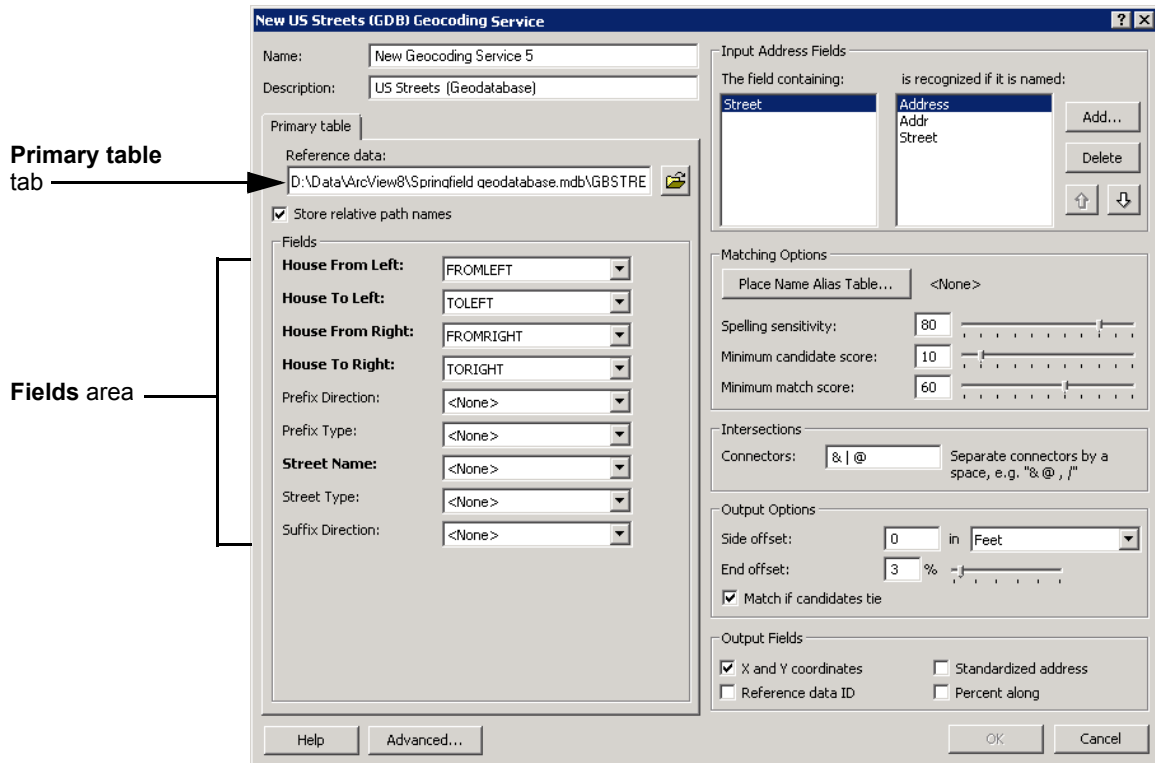 New US Streets (GDB) Geocoding Service
Name: New Geocoding Service 5
Description: US Streets (Geodatabase)
Primary table
Primary table
tab
Reference data:
D:\Data\ArcView8\Springfield geodatabase.mdb\GBSTRE
Store relative path names
Fields
Fields area
House From Left: FROMLEFT
House To Left: TOLEFT
House From Right: FROMRIGHT
House To Right: TORIGHT
Prefix Direction: <None>
Prefix Type: <None>
Street Name: <None>
Street Type: <None>
Suffix Direction: <None>
Help Advanced...
Input Address Fields
The field containing: is recognized if it is named:
Street
Address
Addr
Street
Add...
Delete
Matching Options
Place Name Alias Table... <None>
Spelling sensitivity: 80
Minimum candidate score: 10
Minimum match score: 60
Intersections
Connectors: & | @ Separate connectors by a
space, e.g. "& @ , /"
Output Options
Side offset: 0 in Feet
End offset: 3 %
Match if candidates tie
Output Fields
X and Y coordinates Standardized address
Reference data ID Percent along
OK Cancel